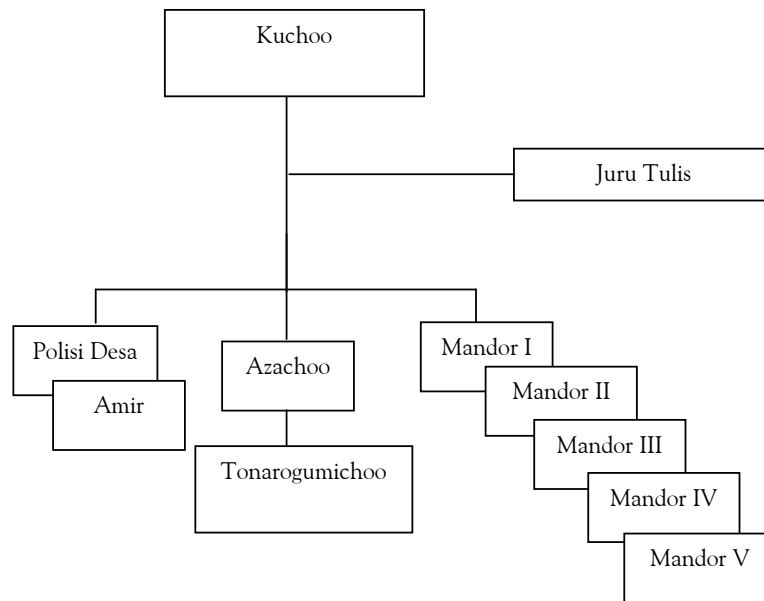 Kuchoo
Juru Tulis
Polisi Desa
Amir
Azachoo
Tonarogumichoo
Mandor I
Mandor II
Mandor III
Mandor IV
Mandor V